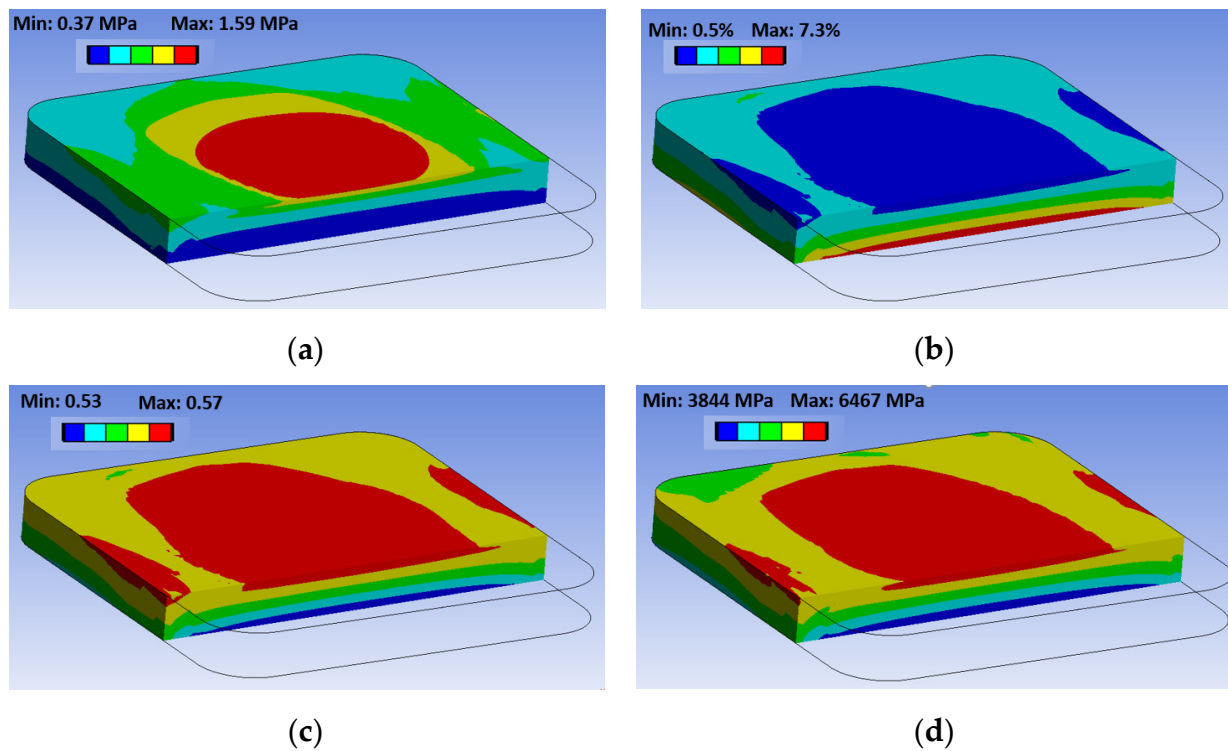 Min: 0.37 MPa Max: 1.59 MPa
Min: 0.5% Max: 7.3%
(a)
(b)
Min: 0.53 Max: 0.57
Min: 3844 MPa Max: 6467 MPa
(c)
(d)